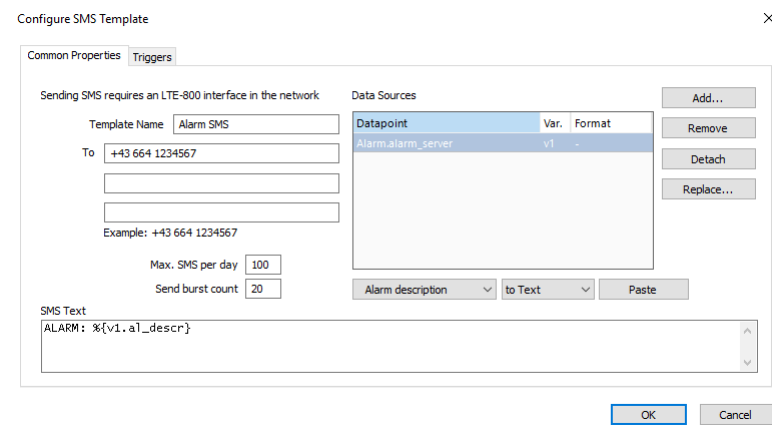 Configure SMS Template
Common Properties
Triggers
Sending SMS requires an LTE-800 interface in the network
Template Name
Alarm SMS
To
+43 664 1234567
Example: +43 664 1234567
Max. SMS per day
100
Send burst count
20
Data Sources
Datapoint Var. Format
Alarm.alarm_server v1 -
Add...
Remove
Detach
Replace...
Alarm description
to Text
Paste
SMS Text
ALARM: %{v1.al_descr}
OK
Cancel